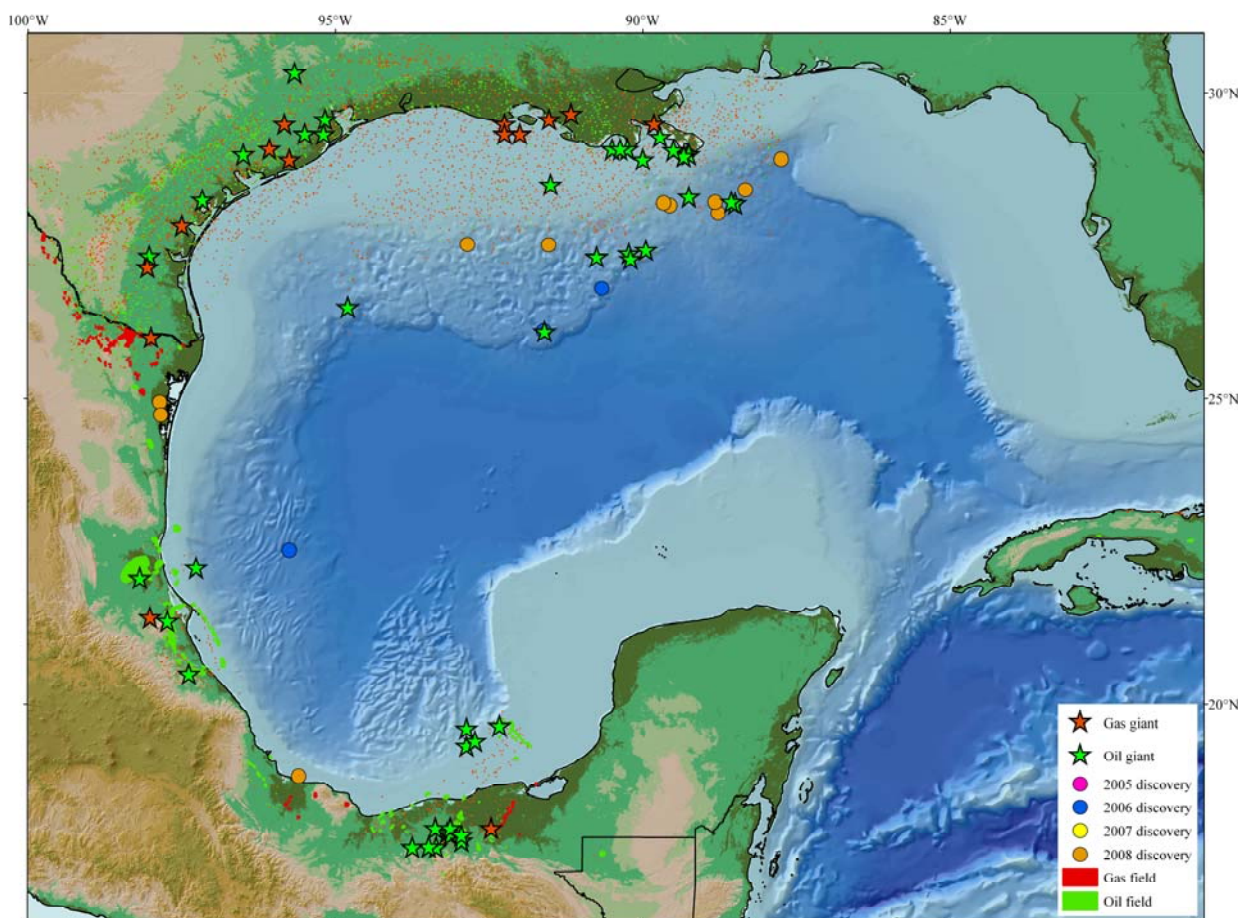 100°W 95°W 90°W 85°W
30°N
25°N
20°N
Gas giant
Oil giant
2005 discovery
2006 discovery
2007 discovery
2008 discovery
Gas field
Oil field